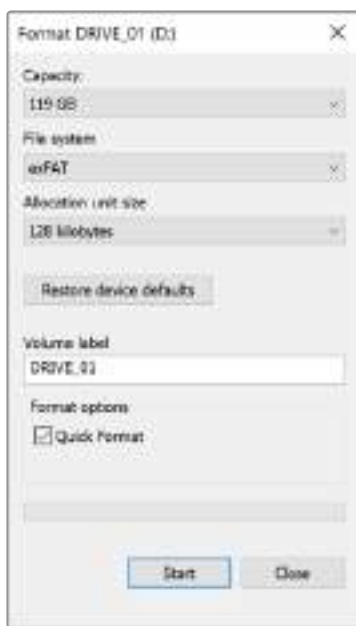 Format DRIVE_01 (D:)
Capacity:
119 GB
File system
exFAT
Allocation unit size
128 kilobytes
Restore device defaults
Volume label
DRIVE_01
Format options
Quick Format
Start
Close